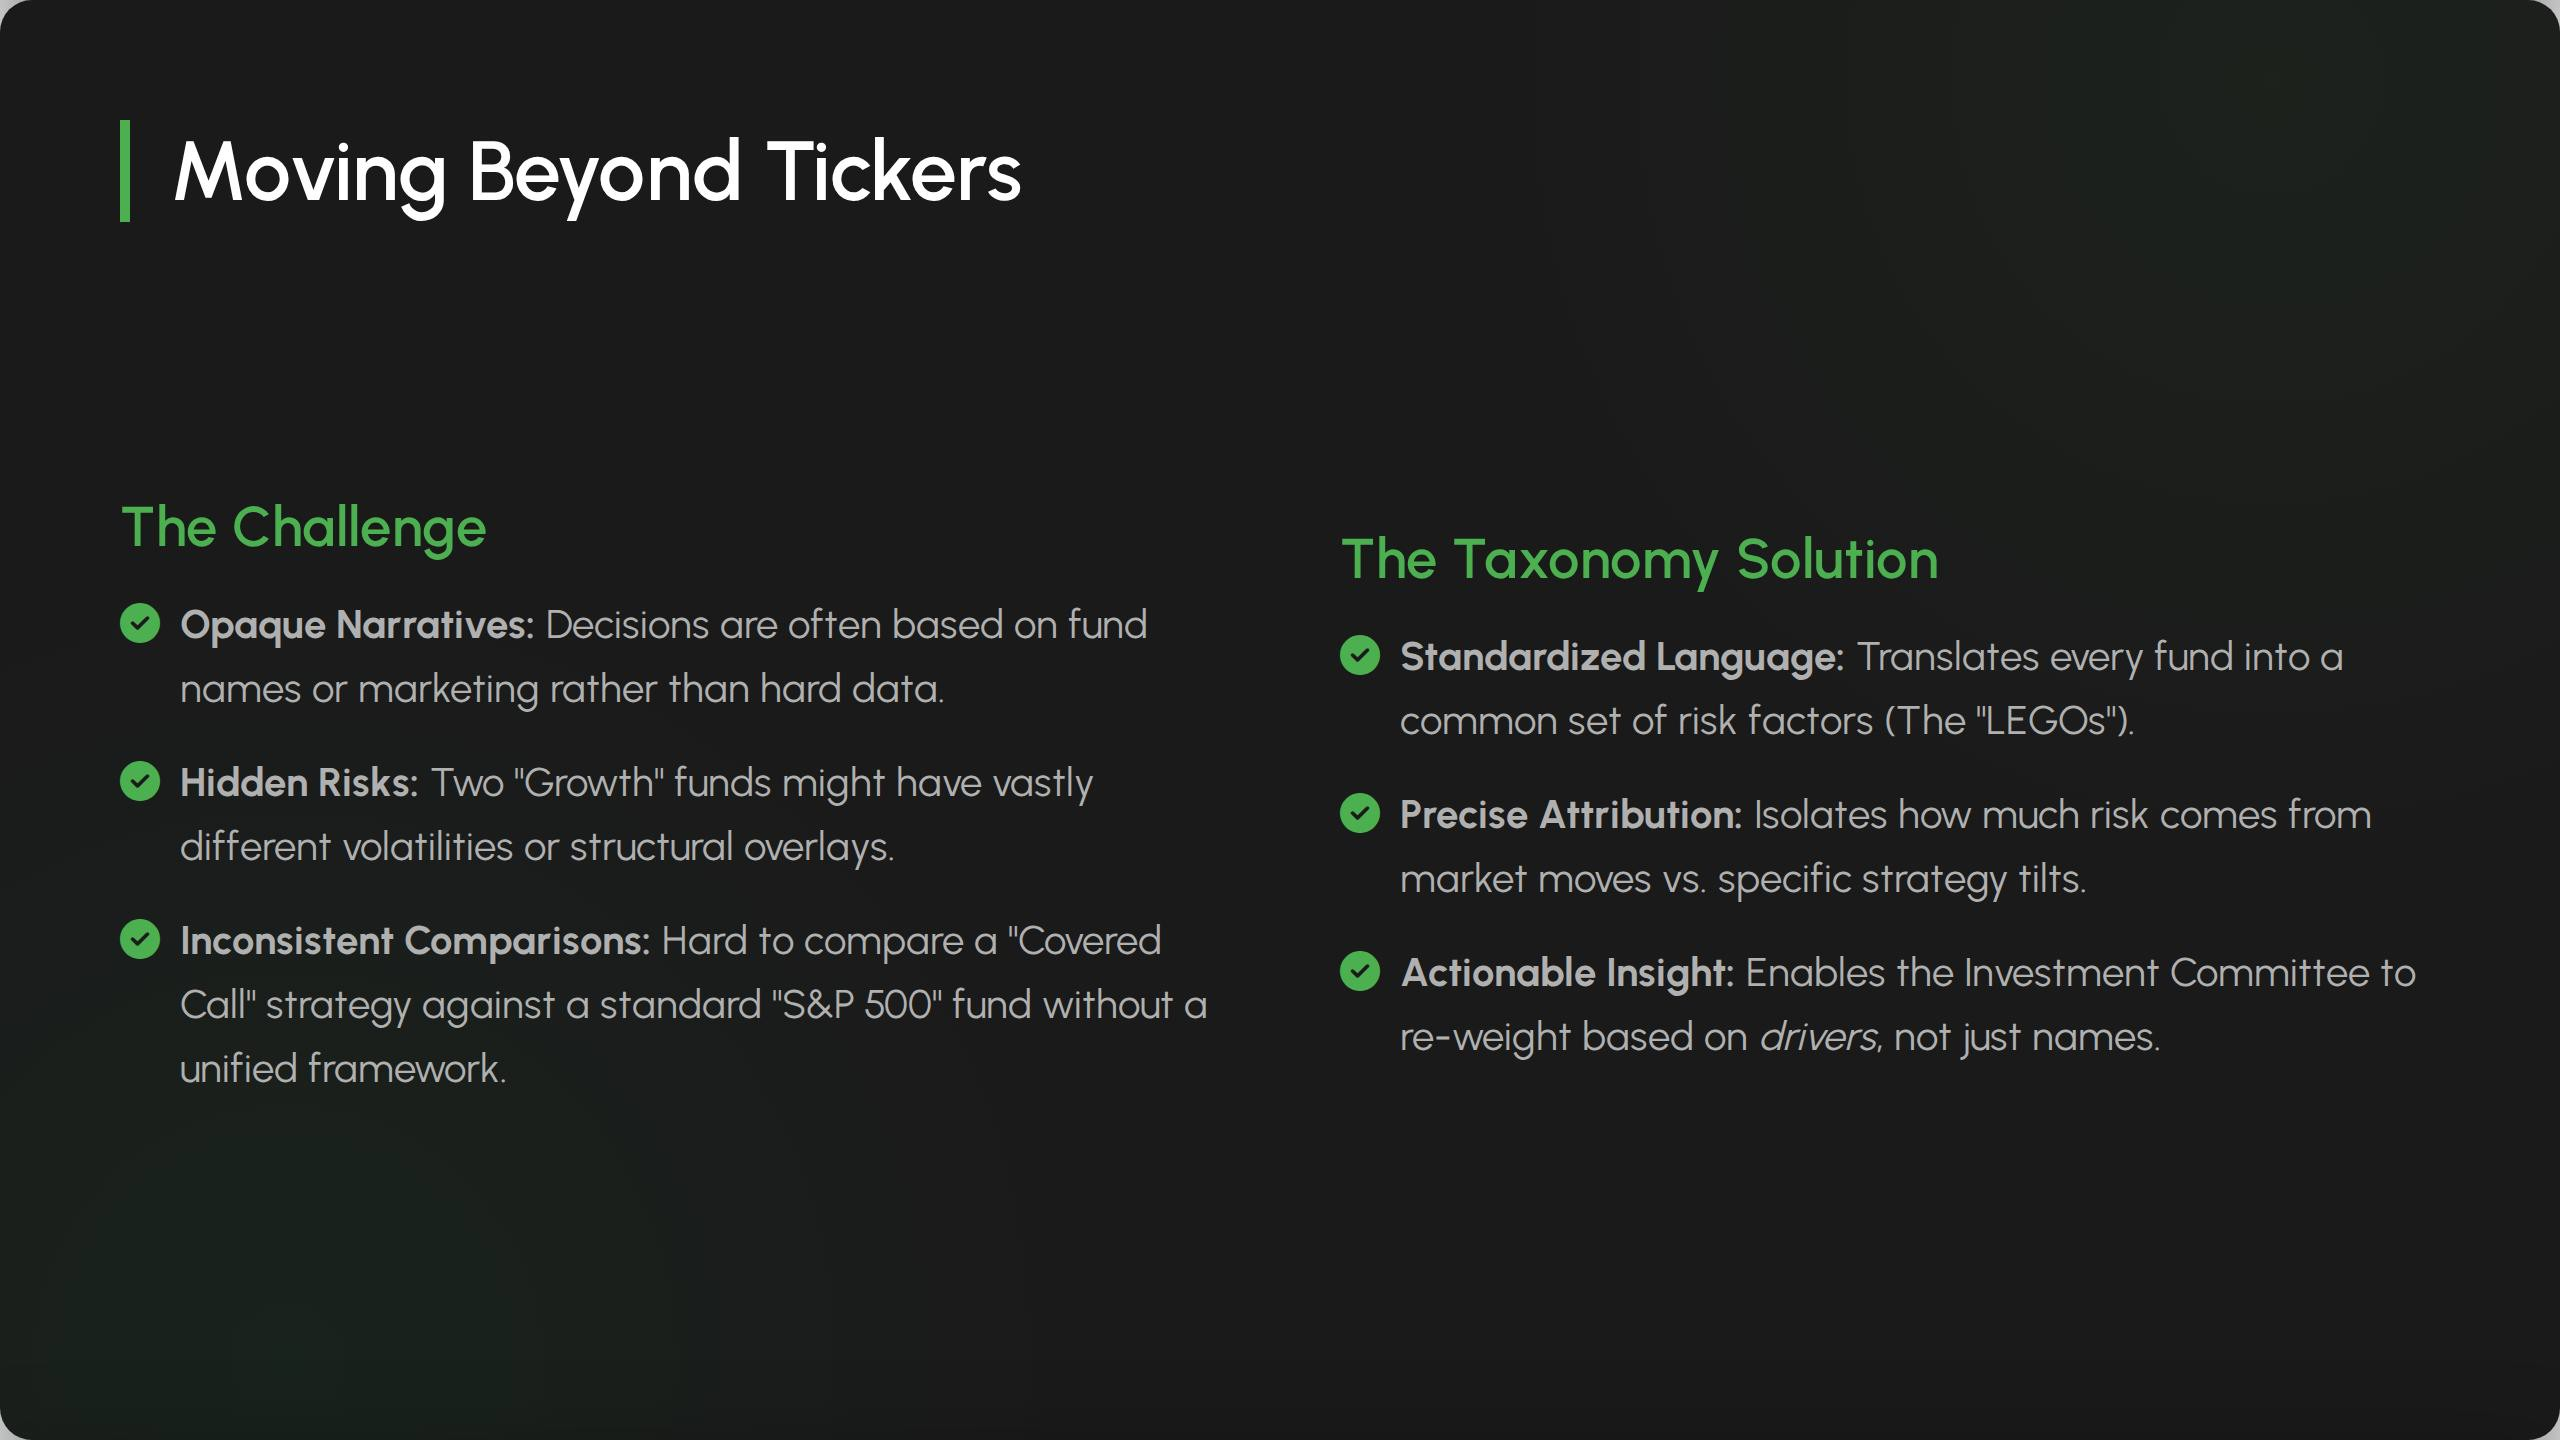 Moving Beyond Tickers
The Challenge
Opaque Narratives: Decisions are often based on fund
names or marketing rather than hard data.
Hidden Risks: Two "Growth" funds might have vastly
different volatilities or structural overlays.
Inconsistent Comparisons: Hard to compare a "Covered
Call" strategy against a standard "S&P 500" fund without a
unified framework.
The Taxonomy Solution
Standardized Language: Translates every fund into a
common set of risk factors (The "LEGOs").
Precise Attribution: Isolates how much risk comes from
market moves vs. specific strategy tilts.
Actionable Insight: Enables the Investment Committee to
re-weight based on drivers, not just names.